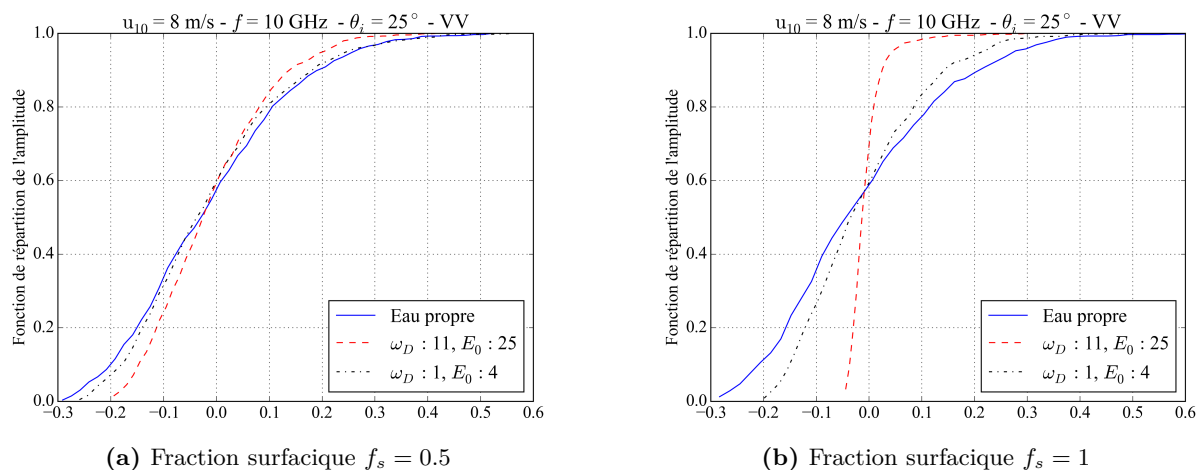 u10 = 8 m/s - f = 10 GHz - θi = 25° - VV
Fonction de répartition de l'amplitude
1.0
0.8
0.6
0.4
0.2
0.0
−0.3 −0.2 −0.1 0.0 0.1 0.2 0.3 0.4 0.5 0.6
Eau propre
ωD : 11, E0 : 25
ωD : 1, E0 : 4
(a) Fraction surfacique fs = 0.5
u10 = 8 m/s - f = 10 GHz - θi = 25° - VV
Fonction de répartition de l'amplitude
1.0
0.8
0.6
0.4
0.2
0.0
−0.3 −0.2 −0.1 0.0 0.1 0.2 0.3 0.4 0.5 0.6
Eau propre
ωD : 11, E0 : 25
ωD : 1, E0 : 4
(b) Fraction surfacique fs = 1